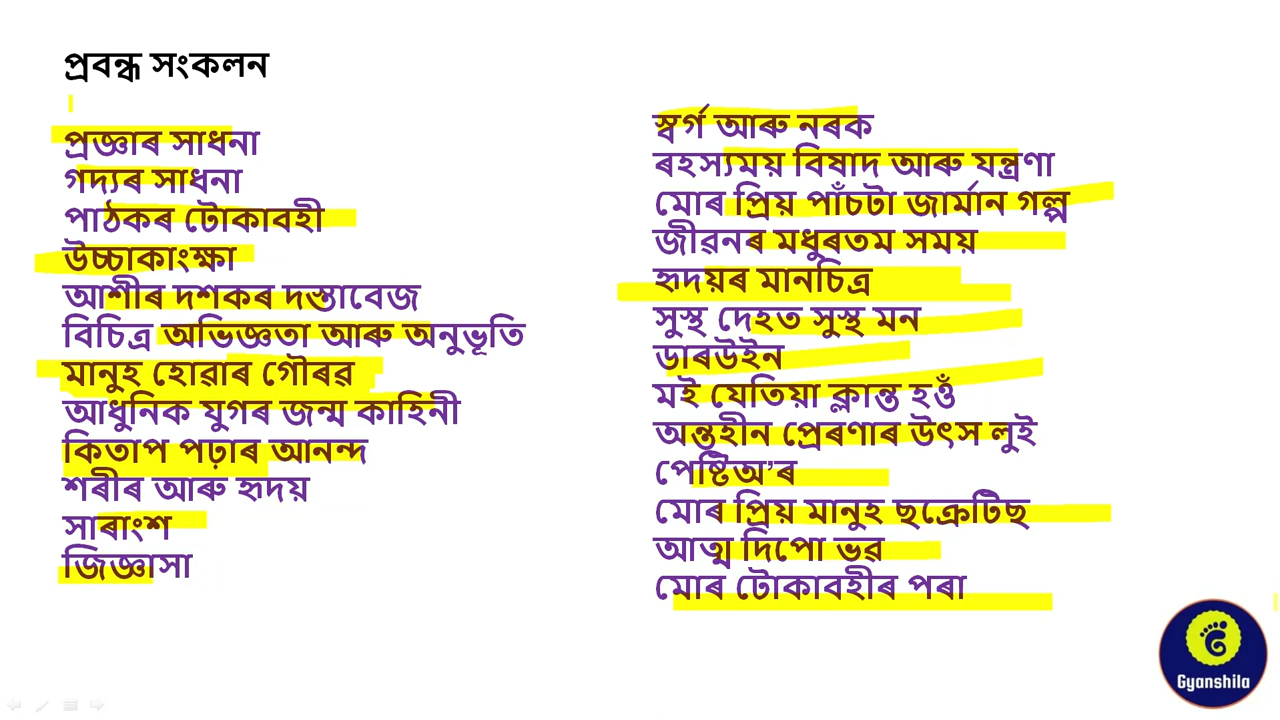 প্ৰবন্ধ সংকলন
প্ৰজ্ঞাৰ সাধনা
গদ্যৰ সাধনা
পাঠকৰ টোকাবহী
উচ্চাকাংক্ষা
আশীৰ দশকৰ দস্তাবেজ
বিচিত্ৰ অভিজ্ঞতা আৰু অনুভূতি
মানুহ হোৱাৰ গৌৰৱ
আধুনিক যুগৰ জন্ম কাহিনী
কিতাপ পঢ়াৰ আনন্দ
শৰীৰ আৰু হৃদয়
সাৰাংশ
জিজ্ঞাসা
স্বৰ্গ আৰু নৰক
ৰহস্যময় বিষাদ আৰু যন্ত্ৰণা
মোৰ প্ৰিয় পাঁচটা জাৰ্মান গল্প
জীৱনৰ মধুৰতম সময়
হৃদয়ৰ মানচিত্ৰ
সুস্থ দেহত সুস্থ মন
ডাৰউইন
মই যেতিয়া ক্লান্ত হওঁ
অন্তহীন প্ৰেৰণাৰ উৎস লুই
পেষ্টিঅ’ৰ
মোৰ প্ৰিয় মানুহ ছক্ৰেটিছ
আত্ম দিপো ভৱ
মোৰ টোকাবহীৰ পৰা
Gyanshila